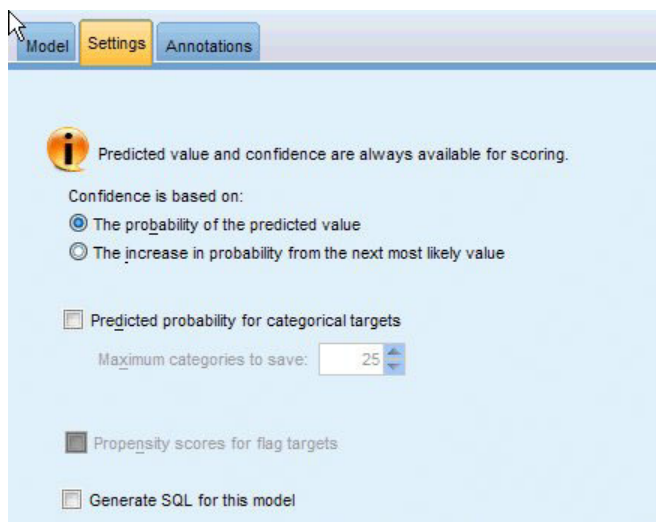 Model Settings Annotations
Predicted value and confidence are always available for scoring.
Confidence is based on:
The probability of the predicted value
The increase in probability from the next most likely value
Predicted probability for categorical targets
Maximum categories to save: 25
Propensity scores for flag targets
Generate SQL for this model